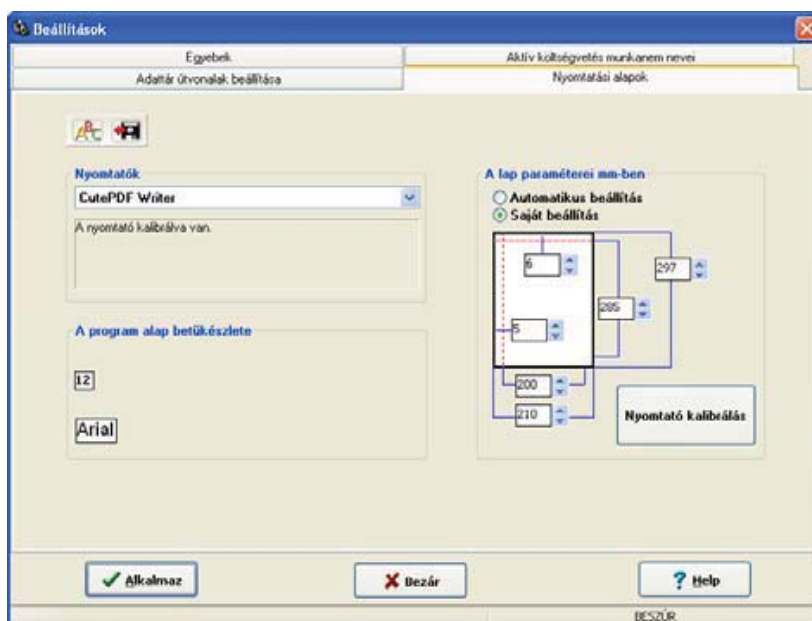 Beállítások
Egyebek
Aktív költségvetés munkanem nevei
Adattár útvonalak beállítása
Nyomtatási alapok
ABC
Nyomtatók
CutePDF Writer
A nyomtató kalibrálva van.
A program alap betűkészlete
12
Arial
A lap paraméterei mm-ben
Automatikus beállítás
Saját beállítás
6
297
285
5
200
210
Nyomtató kalibrálás
Alkalmaz
Bezár
Help
BESZÚR